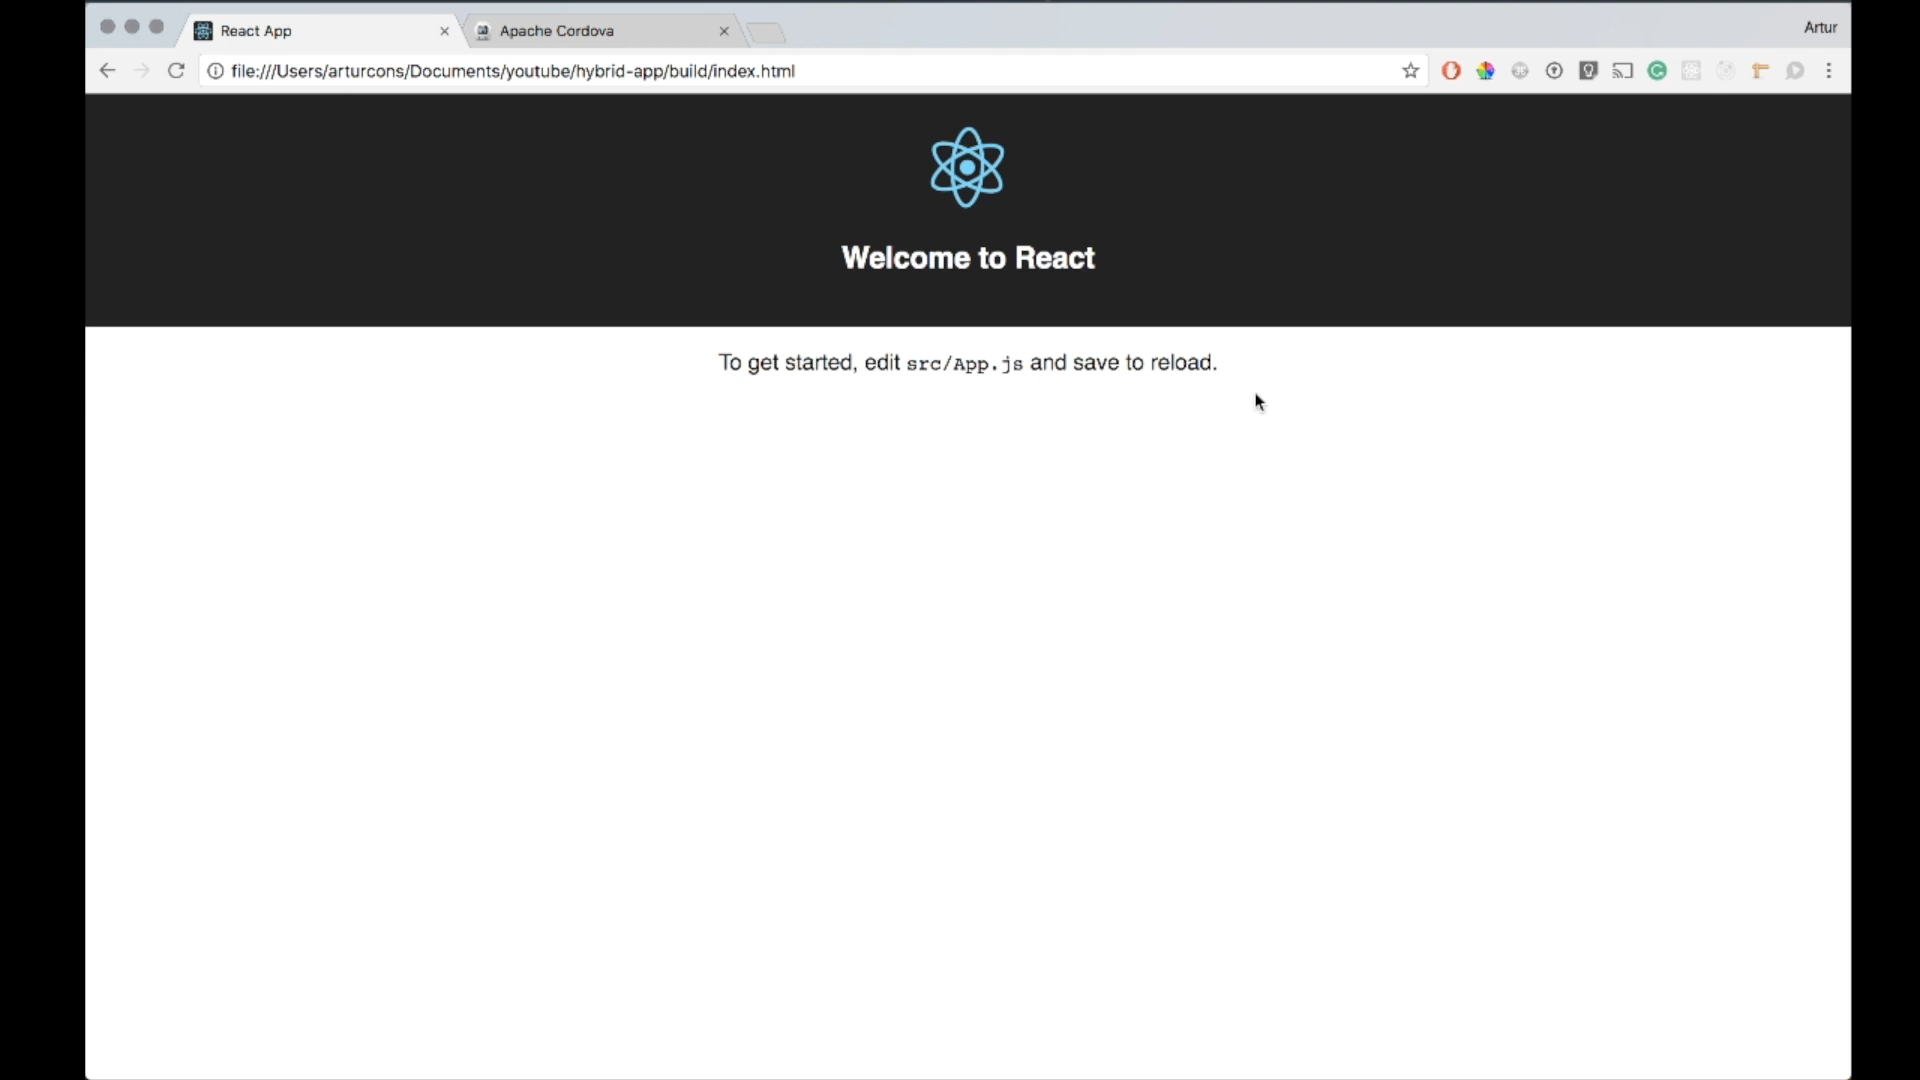 React App
Apache Cordova
Artur
file:///Users/arturcons/Documents/youtube/hybrid-app/build/index.html
Welcome to React
To get started, edit src/App.js and save to reload.